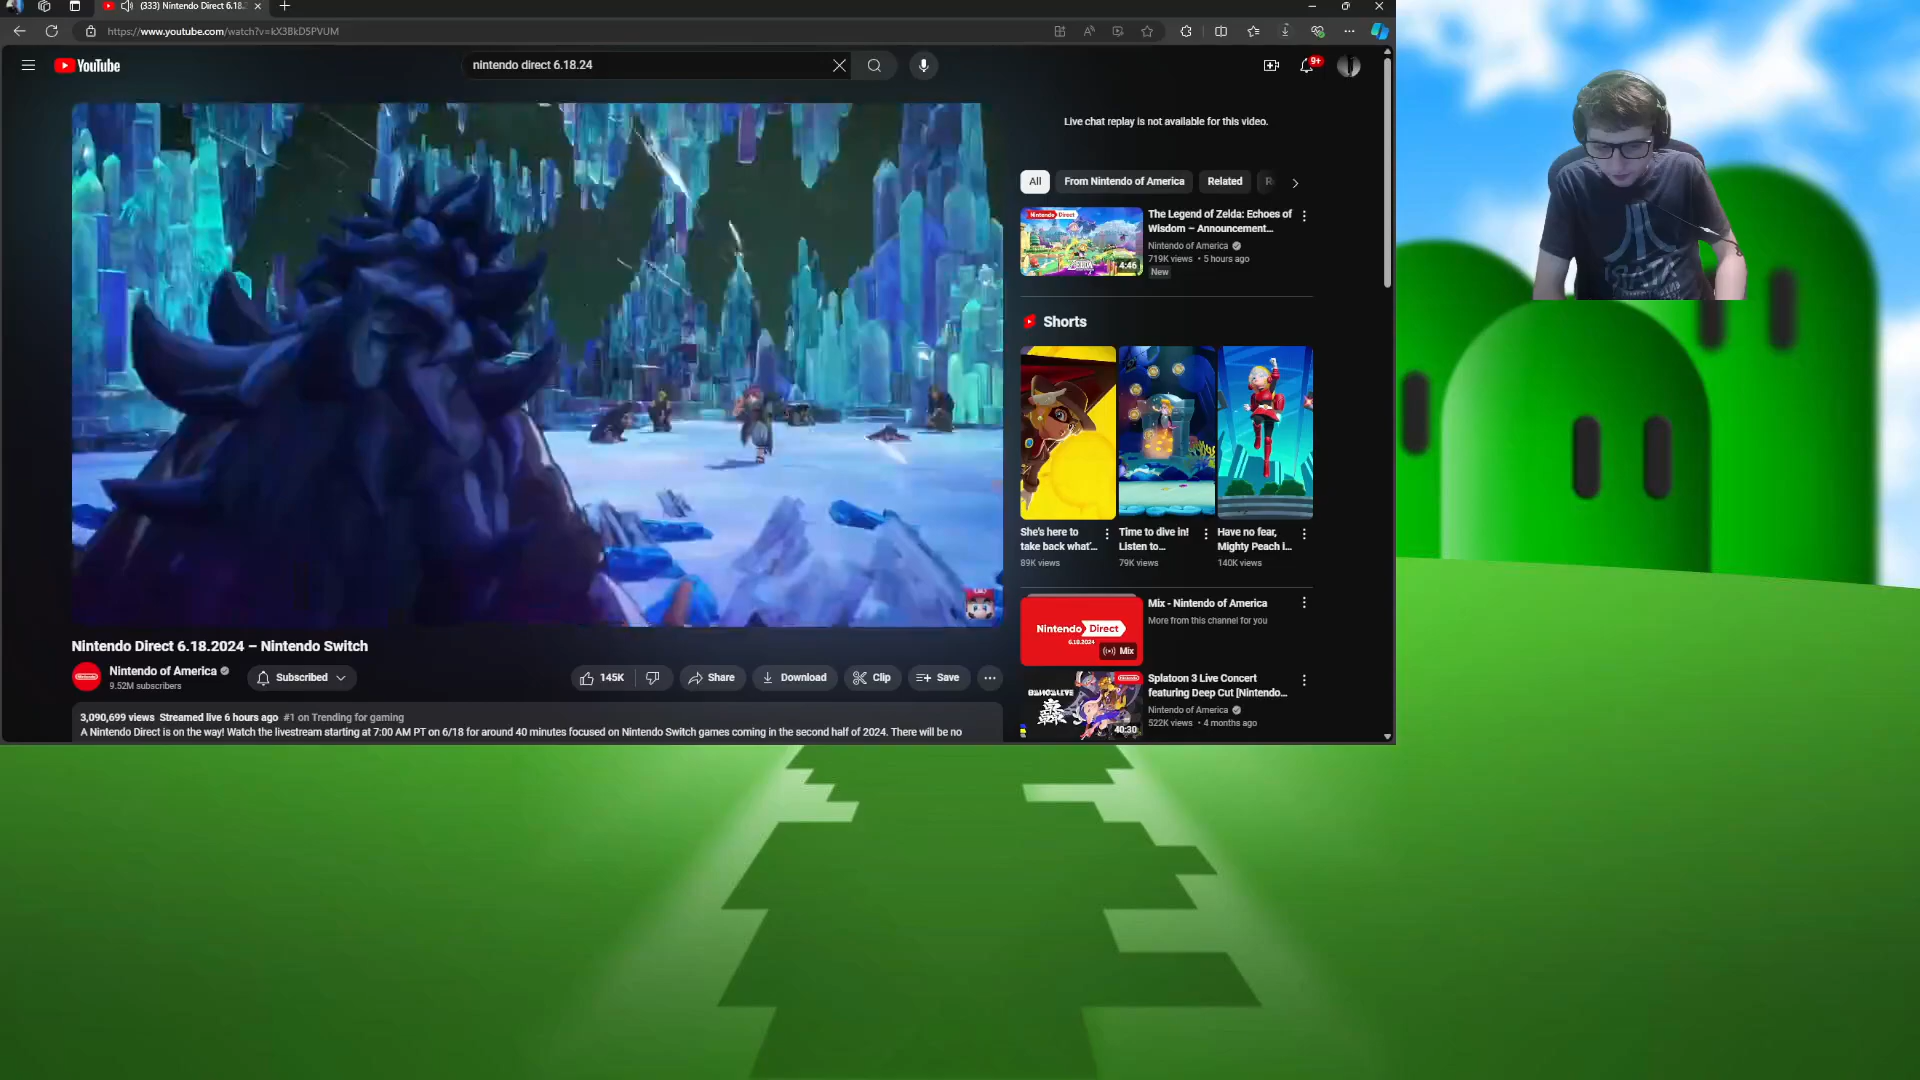 (333) Nintendo Direct 6.18.2
https://www.youtube.com/watch?v=kX3BkD5PVUM
YouTube
nintendo direct 6.18.24
9+
Live chat replay is not available for this video.
All
From Nintendo of America
Related
Nintendo Direct
ZELDA
4:46
The Legend of Zelda: Echoes of
Wisdom – Announcement...
Nintendo of America
719K views • 5 hours ago
New
Shorts
She's here to
take back what'...
89K views
Time to dive in!
Listen to...
79K views
Have no fear,
Mighty Peach i...
140K views
Nintendo Direct
6.18.2024
Mix
Mix - Nintendo of America
More from this channel for you
Nintendo Direct 6.18.2024 – Nintendo Switch
Nintendo of America
9.52M subscribers
Subscribed
145K
Share
Download
Clip
Save
40:30
Splatoon 3 Live Concert
featuring Deep Cut [Nintendo...
Nintendo of America
522K views • 4 months ago
3,090,699 views Streamed live 6 hours ago #1 on Trending for gaming
A Nintendo Direct is on the way! Watch the livestream starting at 7:00 AM PT on 6/18 for around 40 minutes focused on Nintendo Switch games coming in the second half of 2024. There will be no
ATARI